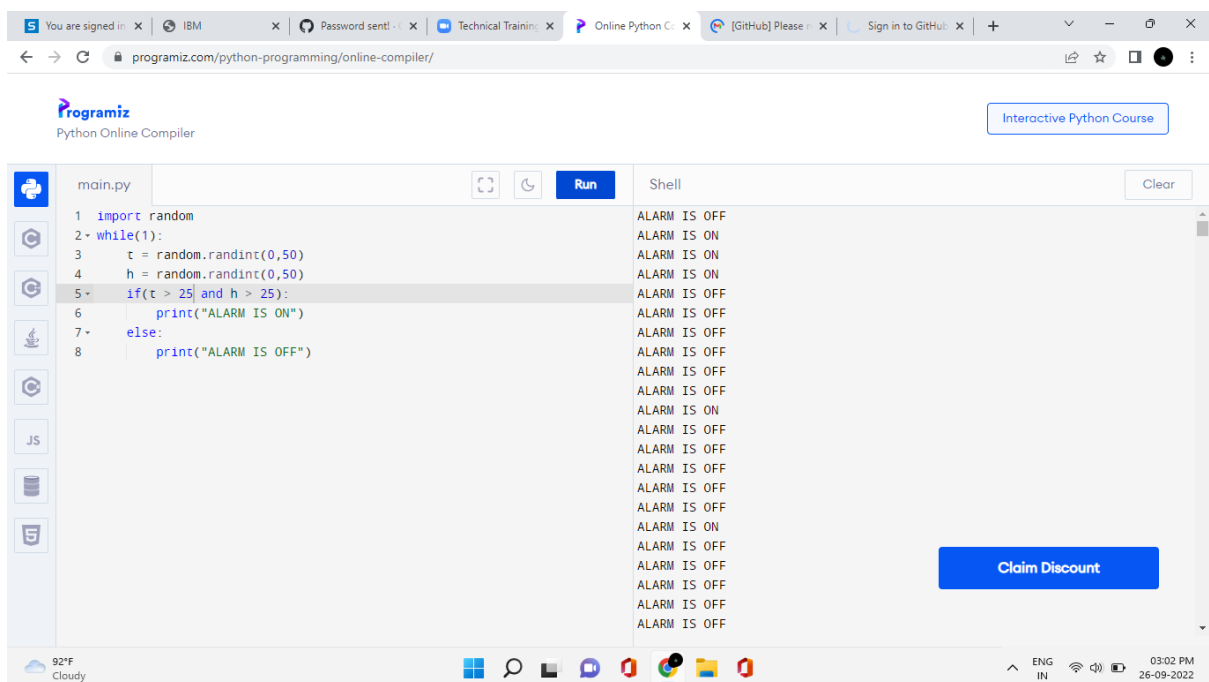 You are signed in
IBM
Password sent! · G
Technical Training
Online Python Co
[GitHub] Please r
Sign in to GitHub
programiz.com/python-programming/online-compiler/
Programiz
Python Online Compiler
Interactive Python Course
main.py
Run
Shell
Clear
1 import random
2 while(1):
3     t = random.randint(0,50)
4     h = random.randint(0,50)
5     if(t > 25 and h > 25):
6         print("ALARM IS ON")
7     else:
8         print("ALARM IS OFF")
JS
ALARM IS OFF
ALARM IS ON
ALARM IS ON
ALARM IS ON
ALARM IS OFF
ALARM IS OFF
ALARM IS OFF
ALARM IS OFF
ALARM IS OFF
ALARM IS OFF
ALARM IS ON
ALARM IS OFF
ALARM IS OFF
ALARM IS OFF
ALARM IS OFF
ALARM IS OFF
ALARM IS ON
ALARM IS OFF
ALARM IS OFF
ALARM IS OFF
ALARM IS OFF
ALARM IS OFF
Claim Discount
92°F
Cloudy
ENG
IN
03:02 PM
26-09-2022